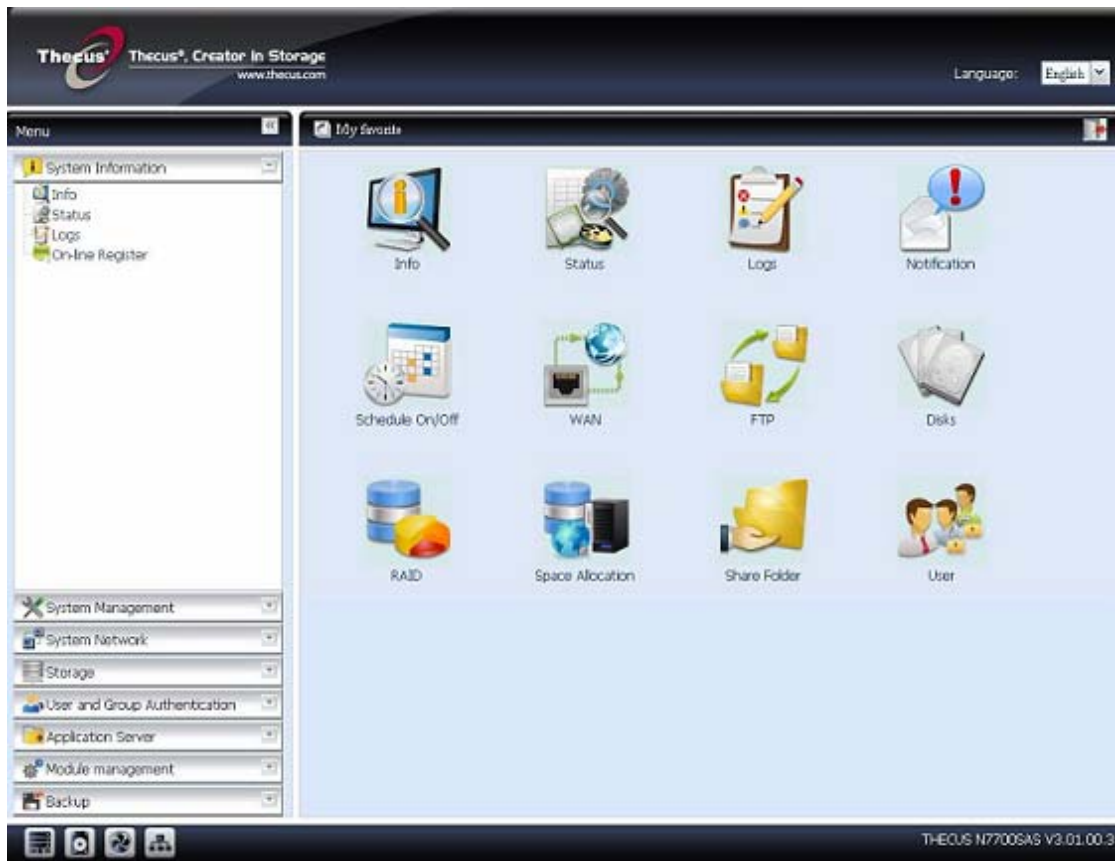 Thecus® Thecus®, Creator in Storage
www.thecus.com
Language: English
Menu
My favorite
System Information
Info
Status
Logs
On-line Register
Info Status Logs Notification
Schedule On/Off WAN FTP Disks
RAID Space Allocation Share Folder User
System Management
System Network
Storage
User and Group Authentication
Application Server
Module management
Backup
THECUS N7700SAS V3.01.00.3